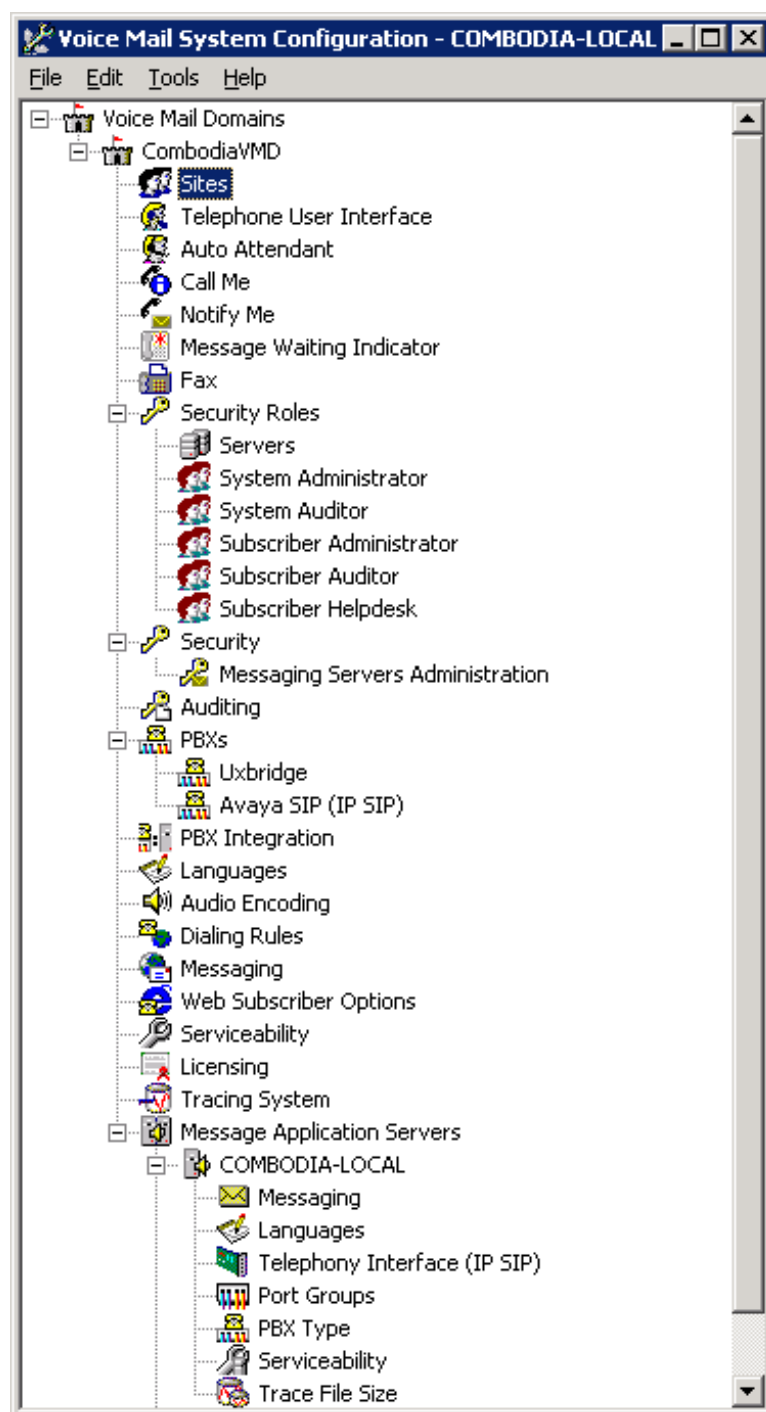 Voice Mail System Configuration - COMBODIA-LOCAL
File Edit Tools Help
Voice Mail Domains
CombodiaVMD
Sites
Telephone User Interface
Auto Attendant
Call Me
Notify Me
Message Waiting Indicator
Fax
Security Roles
Servers
System Administrator
System Auditor
Subscriber Administrator
Subscriber Auditor
Subscriber Helpdesk
Security
Messaging Servers Administration
Auditing
PBXs
Uxbridge
Avaya SIP (IP SIP)
PBX Integration
Languages
Audio Encoding
Dialing Rules
Messaging
Web Subscriber Options
Serviceability
Licensing
Tracing System
Message Application Servers
COMBODIA-LOCAL
Messaging
Languages
Telephony Interface (IP SIP)
Port Groups
PBX Type
Serviceability
Trace File Size